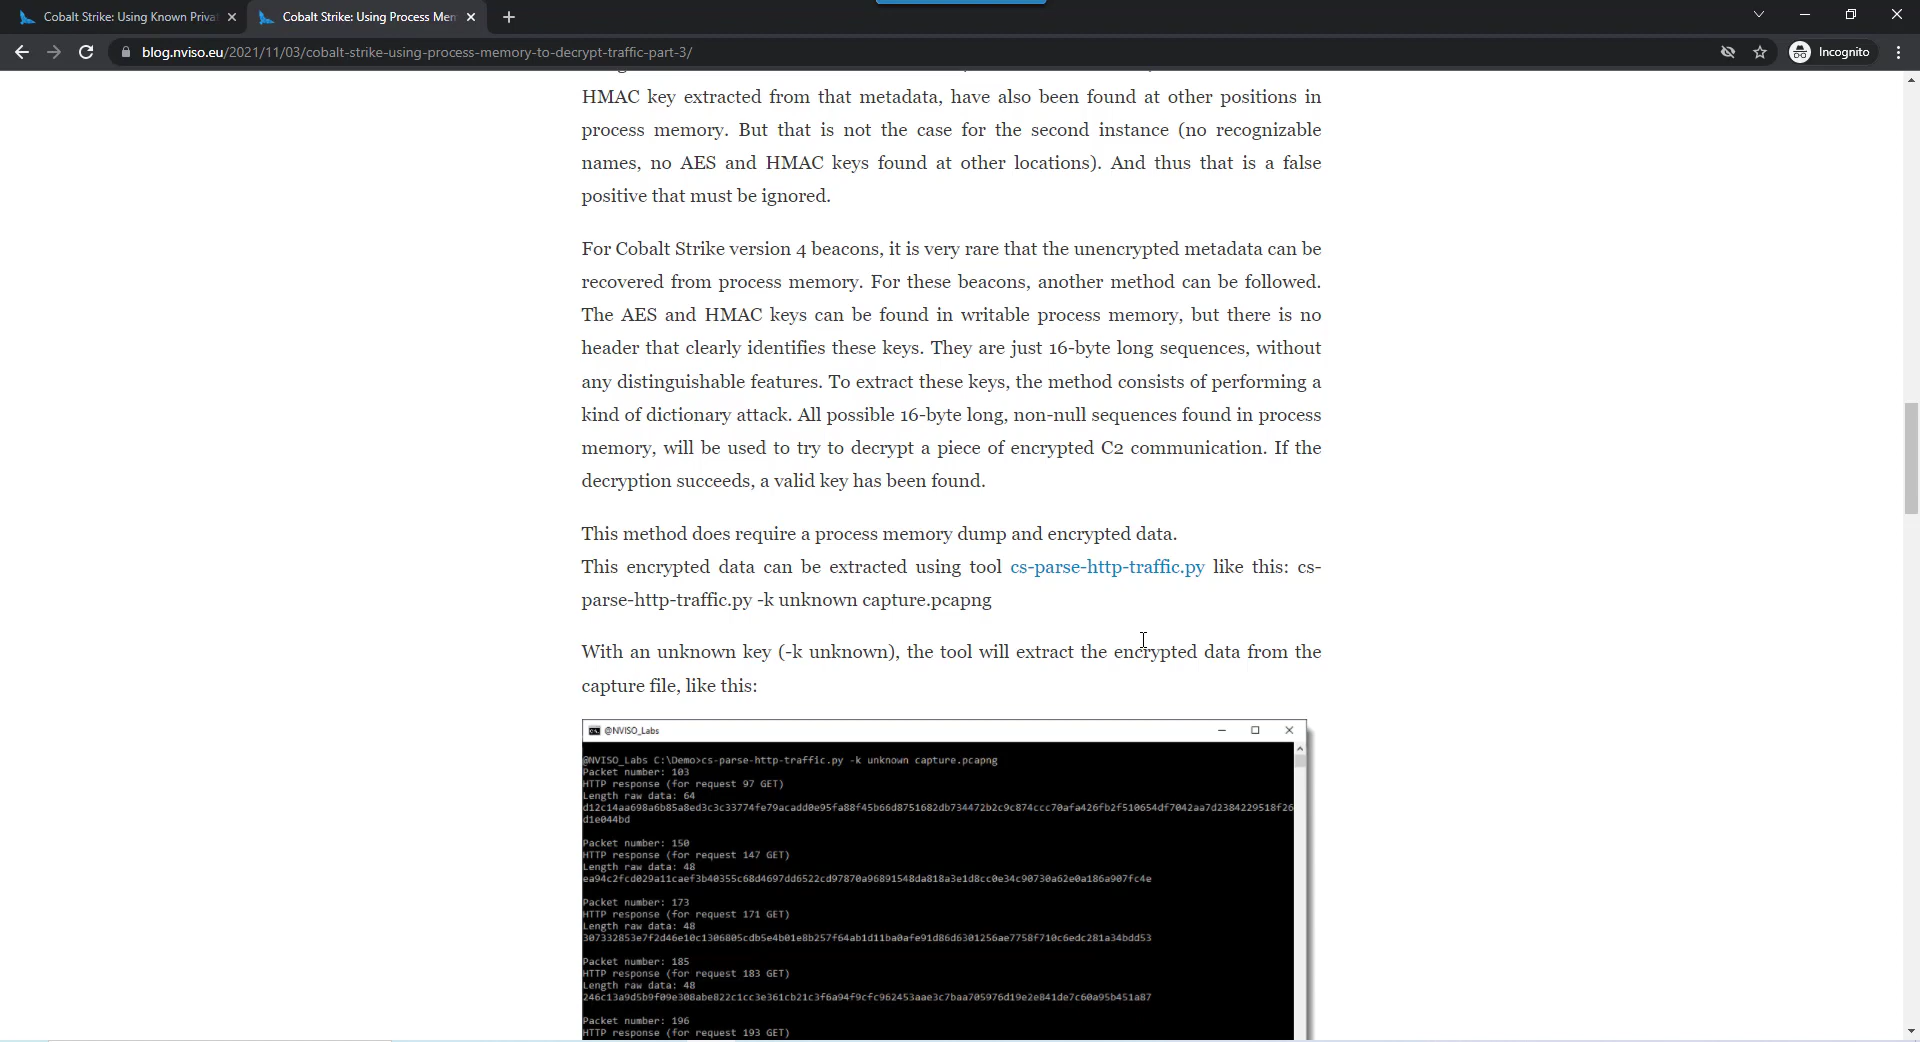 Cobalt Strike: Using Known Priva
Cobalt Strike: Using Process Mem
blog.nviso.eu/2021/11/03/cobalt-strike-using-process-memory-to-decrypt-traffic-part-3/
Incognito
HMAC key extracted from that metadata, have also been found at other positions in
process memory. But that is not the case for the second instance (no recognizable
names, no AES and HMAC keys found at other locations). And thus that is a false
positive that must be ignored.
For Cobalt Strike version 4 beacons, it is very rare that the unencrypted metadata can be
recovered from process memory. For these beacons, another method can be followed.
The AES and HMAC keys can be found in writable process memory, but there is no
header that clearly identifies these keys. They are just 16-byte long sequences, without
any distinguishable features. To extract these keys, the method consists of performing a
kind of dictionary attack. All possible 16-byte long, non-null sequences found in process
memory, will be used to try to decrypt a piece of encrypted C2 communication. If the
decryption succeeds, a valid key has been found.
This method does require a process memory dump and encrypted data.
This encrypted data can be extracted using tool cs-parse-http-traffic.py like this: cs-
parse-http-traffic.py -k unknown capture.pcapng
With an unknown key (-k unknown), the tool will extract the encrypted data from the
capture file, like this:
@NVISO_Labs
@NVISO_Labs C:\Demo>cs-parse-http-traffic.py -k unknown capture.pcapng
Packet number: 103
HTTP response (for request 97 GET)
Length raw data: 64
d12c14aa698a6b85a8ed3c3c33774fe79acadd0e95fa88f45b66d8751682db734472b2c9c874ccc70afa426fb2f510654df7042aa7d2384229518f26
d1e044bd
Packet number: 150
HTTP response (for request 147 GET)
Length raw data: 48
ea94c2fcd029a11caef3b40355c68d4697dd6522cd97870a96891548da818a3e1d8cc0e34c90730a62e0a186a907fc4e
Packet number: 173
HTTP response (for request 171 GET)
Length raw data: 48
307332853e7f2d46e10c1306805cdb5e4b01e8b257f64ab1d11ba0afe91d86d6301256ae7758f710c6edc281a34bdd53
Packet number: 185
HTTP response (for request 183 GET)
Length raw data: 48
246c13a9d5b9f09e308abe822c1cc3e361cb21c3f6a94f9cfc962453aae3c7baa705976d19e2e841de7c60a95b451a87
Packet number: 196
HTTP response (for request 193 GET)